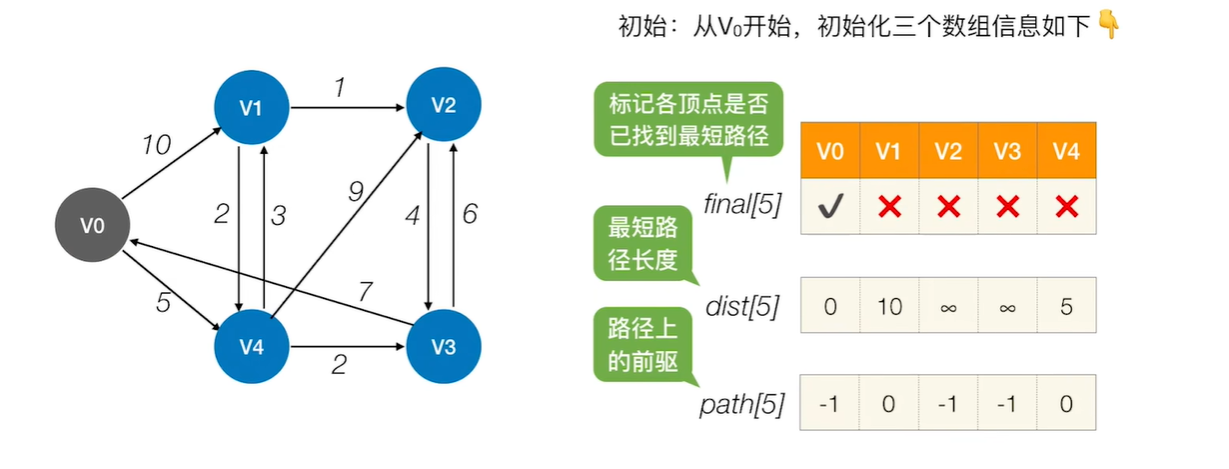 初始：从V₀开始，初始化三个数组信息如下👇
标记各顶点是否
已找到最短路径
V0 V1 V2 V3 V4
final[5] ✔ ❌ ❌ ❌ ❌
最短路
径长度
dist[5] 0 10 ∞ ∞ 5
路径上
的前驱
path[5] -1 0 -1 -1 0
V1 1 V2
10
V0 2 3 9 4 6
5 7
V4 2 V3